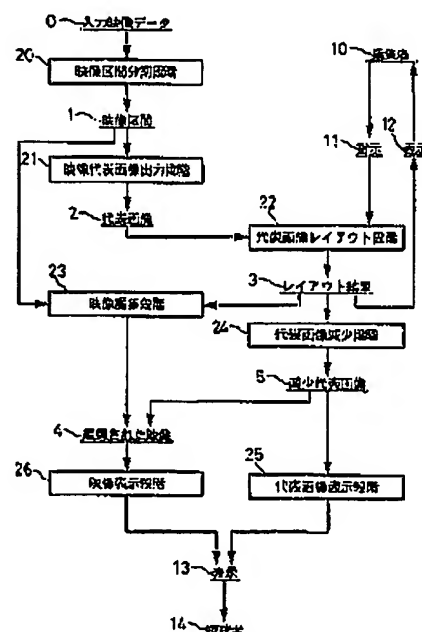 0 入力映像データ
20 映像区間分割段階
1 映像区間
21 映像代表画像出力段階
2 代表画像
10
11 指示
12 表示
22 代表画像レイアウト段階
3 レイアウト結果
23 映像編集段階
24 代表画像減少段階
5 減少代表画像
4 編集された映像
26 映像表示段階
25 代表画像表示段階
13 表示
14